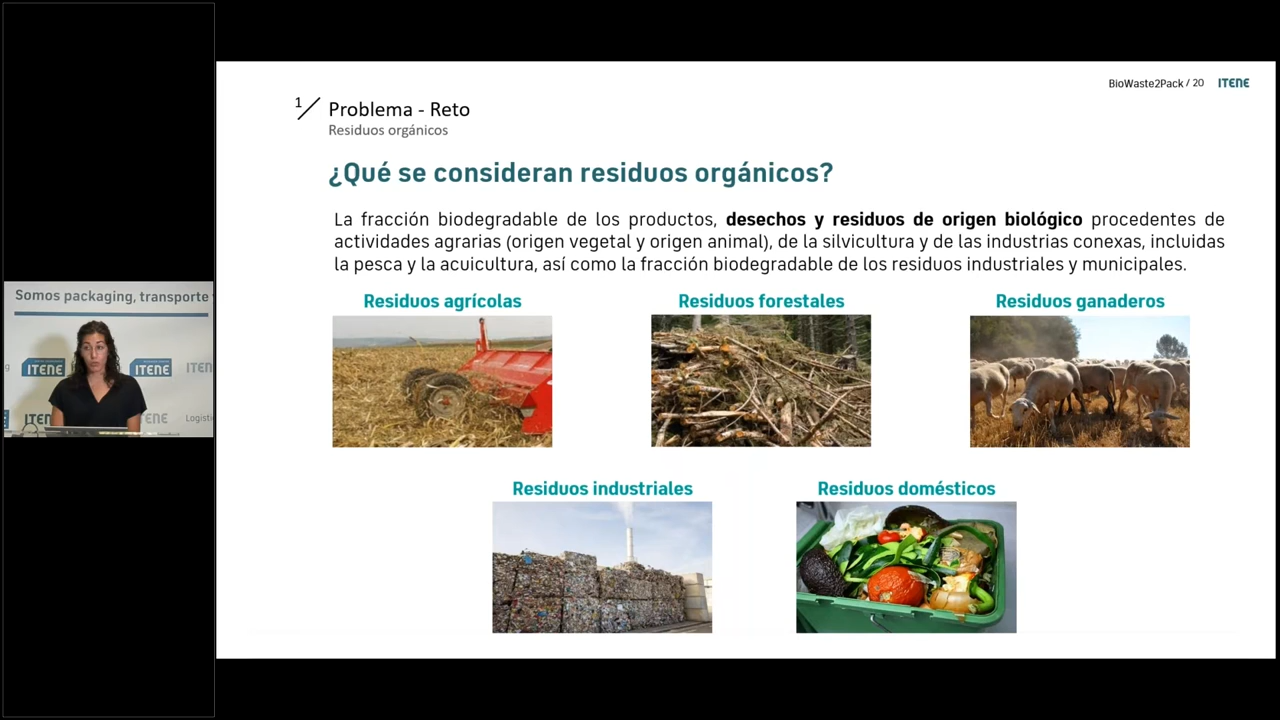 BioWaste2Pack / 20 ITENE
1/ Problema - Reto
Residuos orgánicos
¿Qué se consideran residuos orgánicos?
La fracción biodegradable de los productos, desechos y residuos de origen biológico procedentes de
actividades agrarias (origen vegetal y origen animal), de la silvicultura y de las industrias conexas, incluidas
la pesca y la acuicultura, así como la fracción biodegradable de los residuos industriales y municipales.
Residuos agrícolas Residuos forestales Residuos ganaderos
Residuos industriales Residuos domésticos
Somos packaging, transporte
ITENE ITENE ITENE
ITEN TENE Logisti